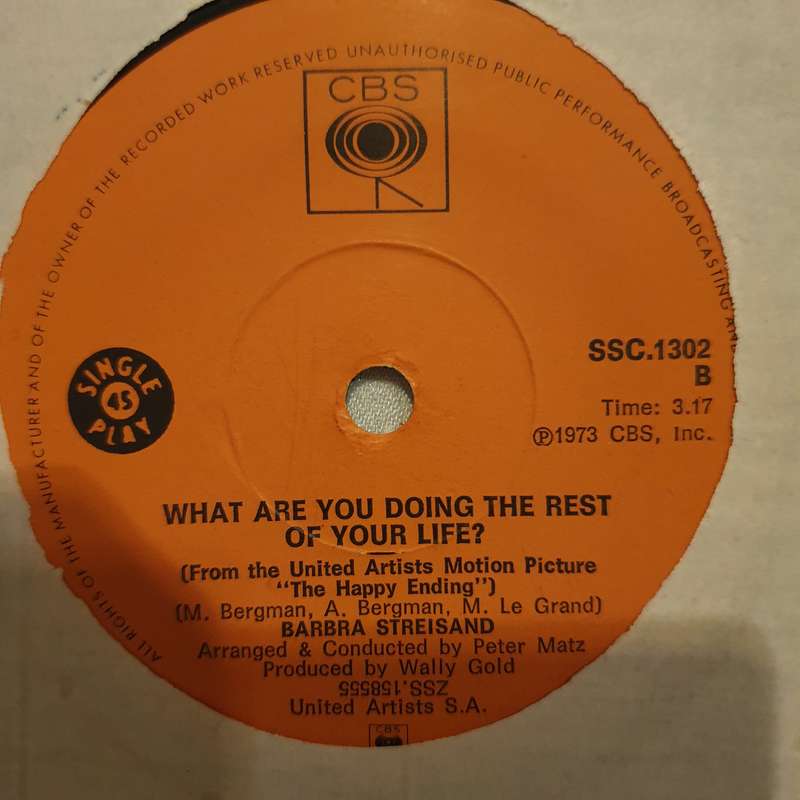 ALL RIGHTS OF THE MANUFACTURER AND OF THE OWNER OF THE RECORDED WORK RESERVED UNAUTHORISED PUBLIC PERFORMANCE BROADCASTING AND
CBS
SINGLE
45
PLAY
SSC.1302
B
Time: 3.17
Ⓟ1973 CBS, Inc.
WHAT ARE YOU DOING THE REST
OF YOUR LIFE?
(From the United Artists Motion Picture
"The Happy Ending")
(M. Bergman, A. Bergman, M. Le Grand)
BARBRA STREISAND
Arranged & Conducted by Peter Matz
Produced by Wally Gold
ZSS.158555
United Artists S.A.
CBS